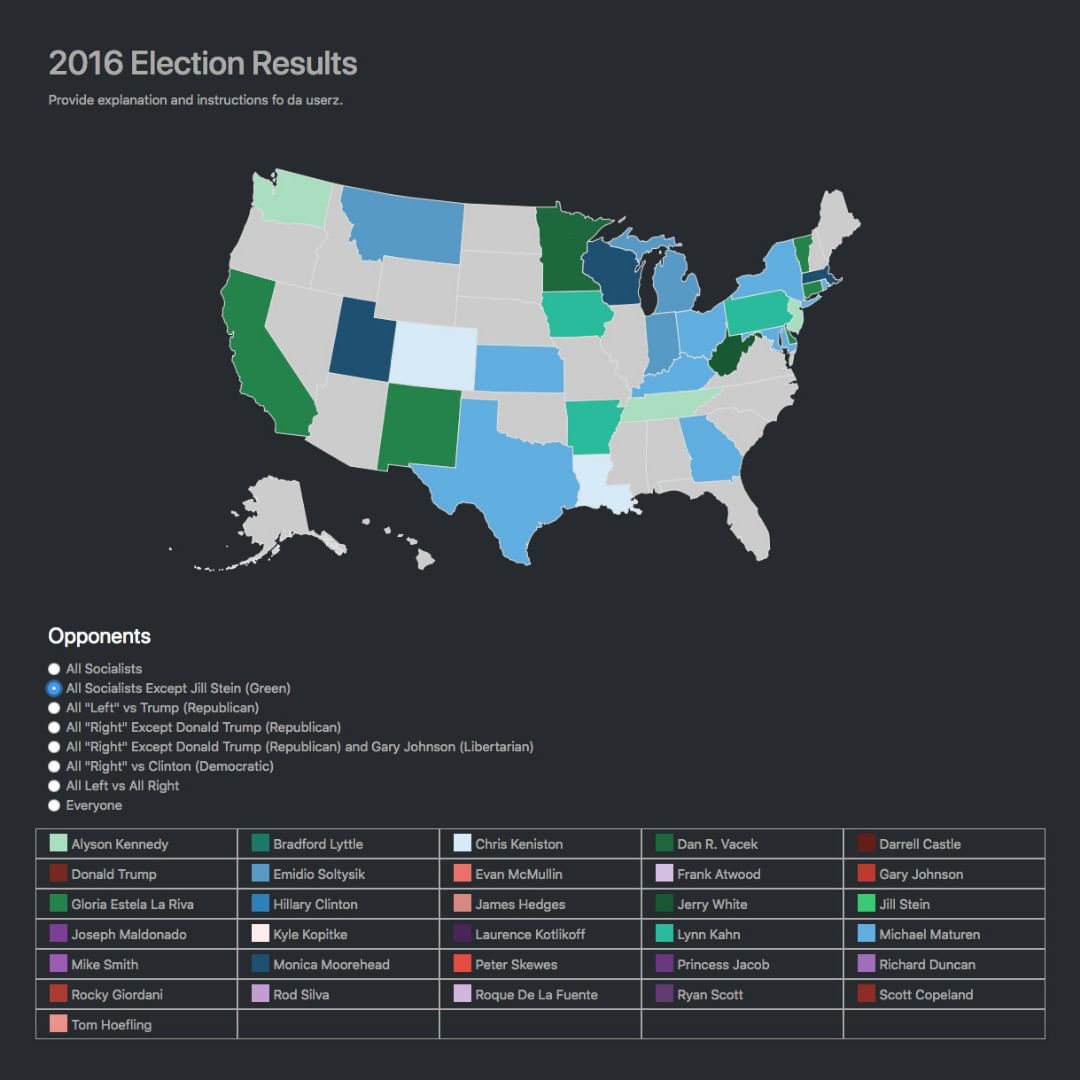 2016 Election Results
Provide explanation and instructions fo da userz.
Opponents
All Socialists
All Socialists Except Jill Stein (Green)
All "Left" vs Trump (Republican)
All "Right" Except Donald Trump (Republican)
All "Right" Except Donald Trump (Republican) and Gary Johnson (Libertarian)
All "Right" vs Clinton (Democratic)
All Left vs All Right
Everyone
Alyson Kennedy Bradford Lyttle Chris Keniston Dan R. Vacek Darrell Castle
Donald Trump Emidio Soltysik Evan McMullin Frank Atwood Gary Johnson
Gloria Estela La Riva Hillary Clinton James Hedges Jerry White Jill Stein
Joseph Maldonado Kyle Kopitke Laurence Kotlikoff Lynn Kahn Michael Maturen
Mike Smith Monica Moorehead Peter Skewes Princess Jacob Richard Duncan
Rocky Giordani Rod Silva Roque De La Fuente Ryan Scott Scott Copeland
Tom Hoefling